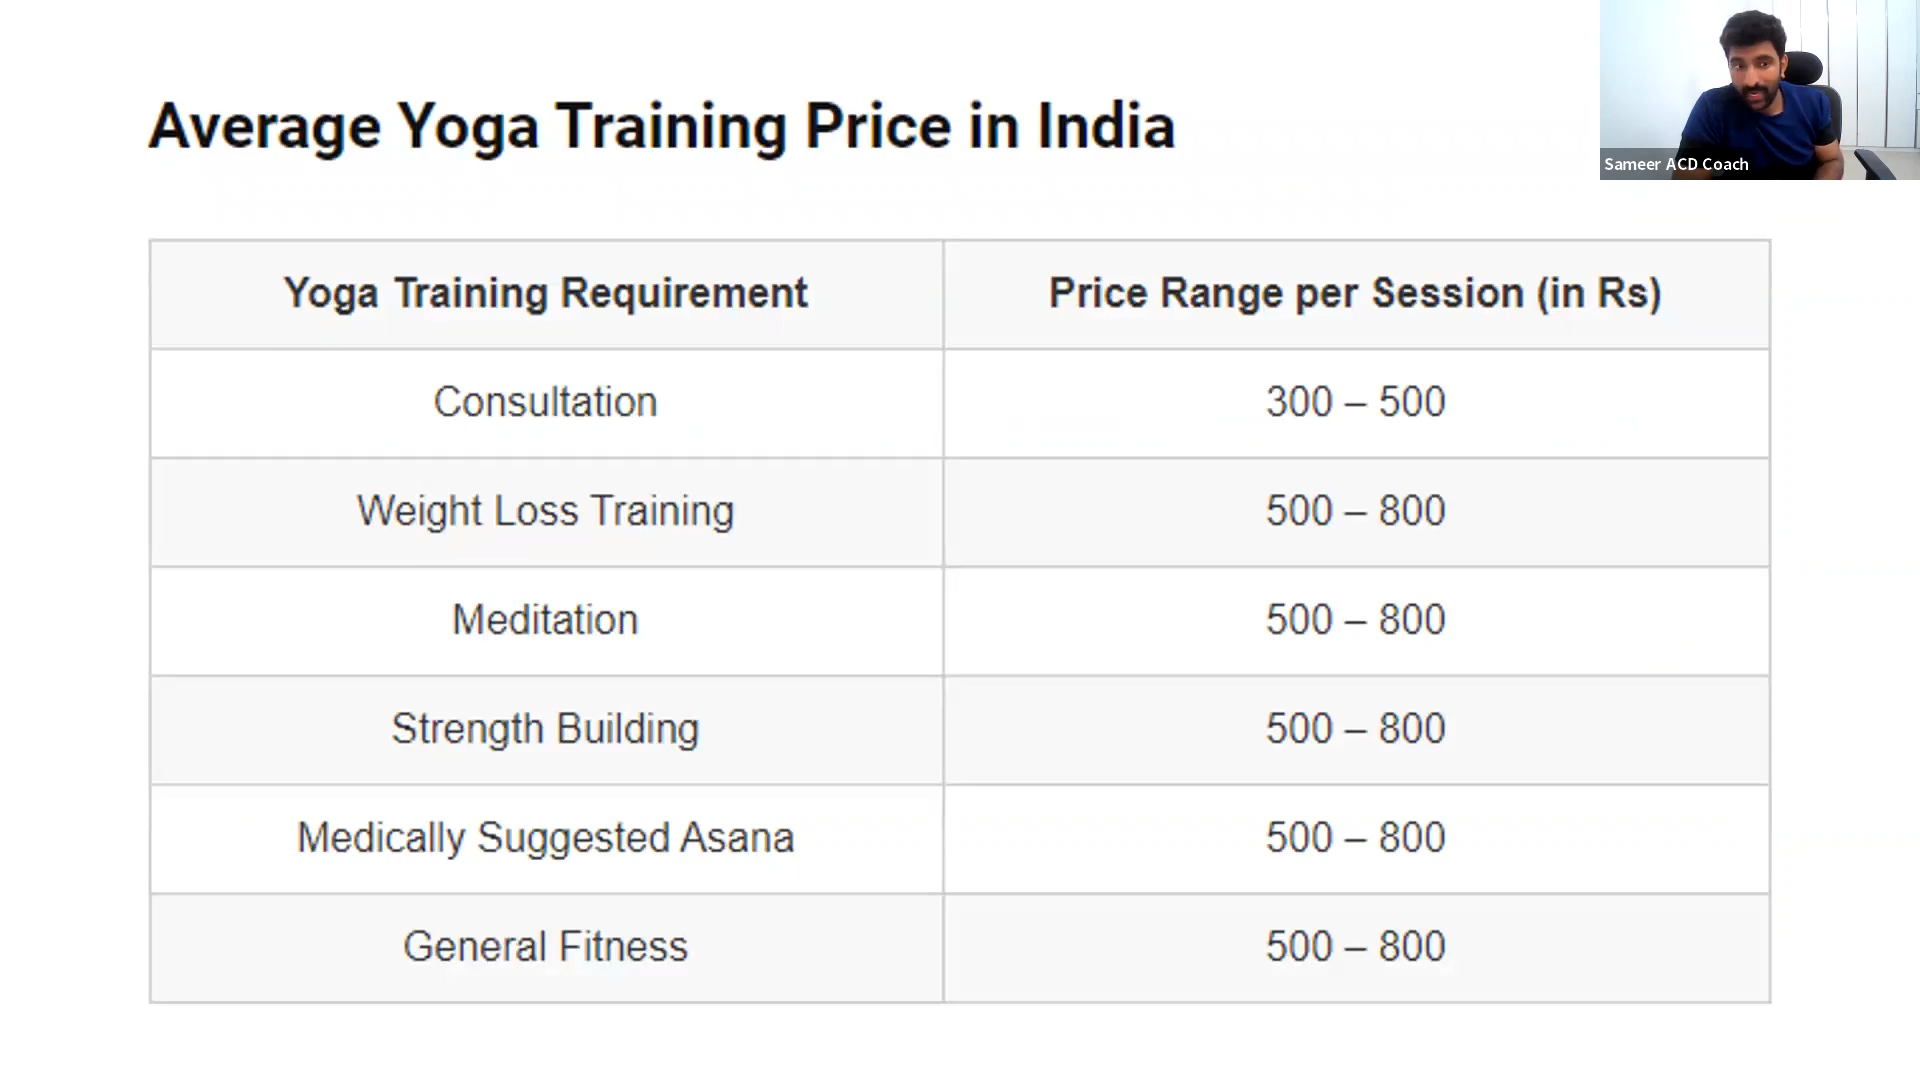 Average Yoga Training Price in India
Sameer ACD Coach
Yoga Training Requirement
Price Range per Session (in Rs)
Consultation
300 – 500
Weight Loss Training
500 – 800
Meditation
500 – 800
Strength Building
500 – 800
Medically Suggested Asana
500 – 800
General Fitness
500 – 800